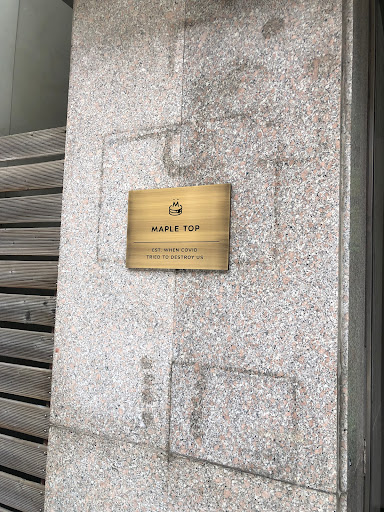 M
MAPLE TOP
EST. WHEN COVID
TRIED TO DESTROY US